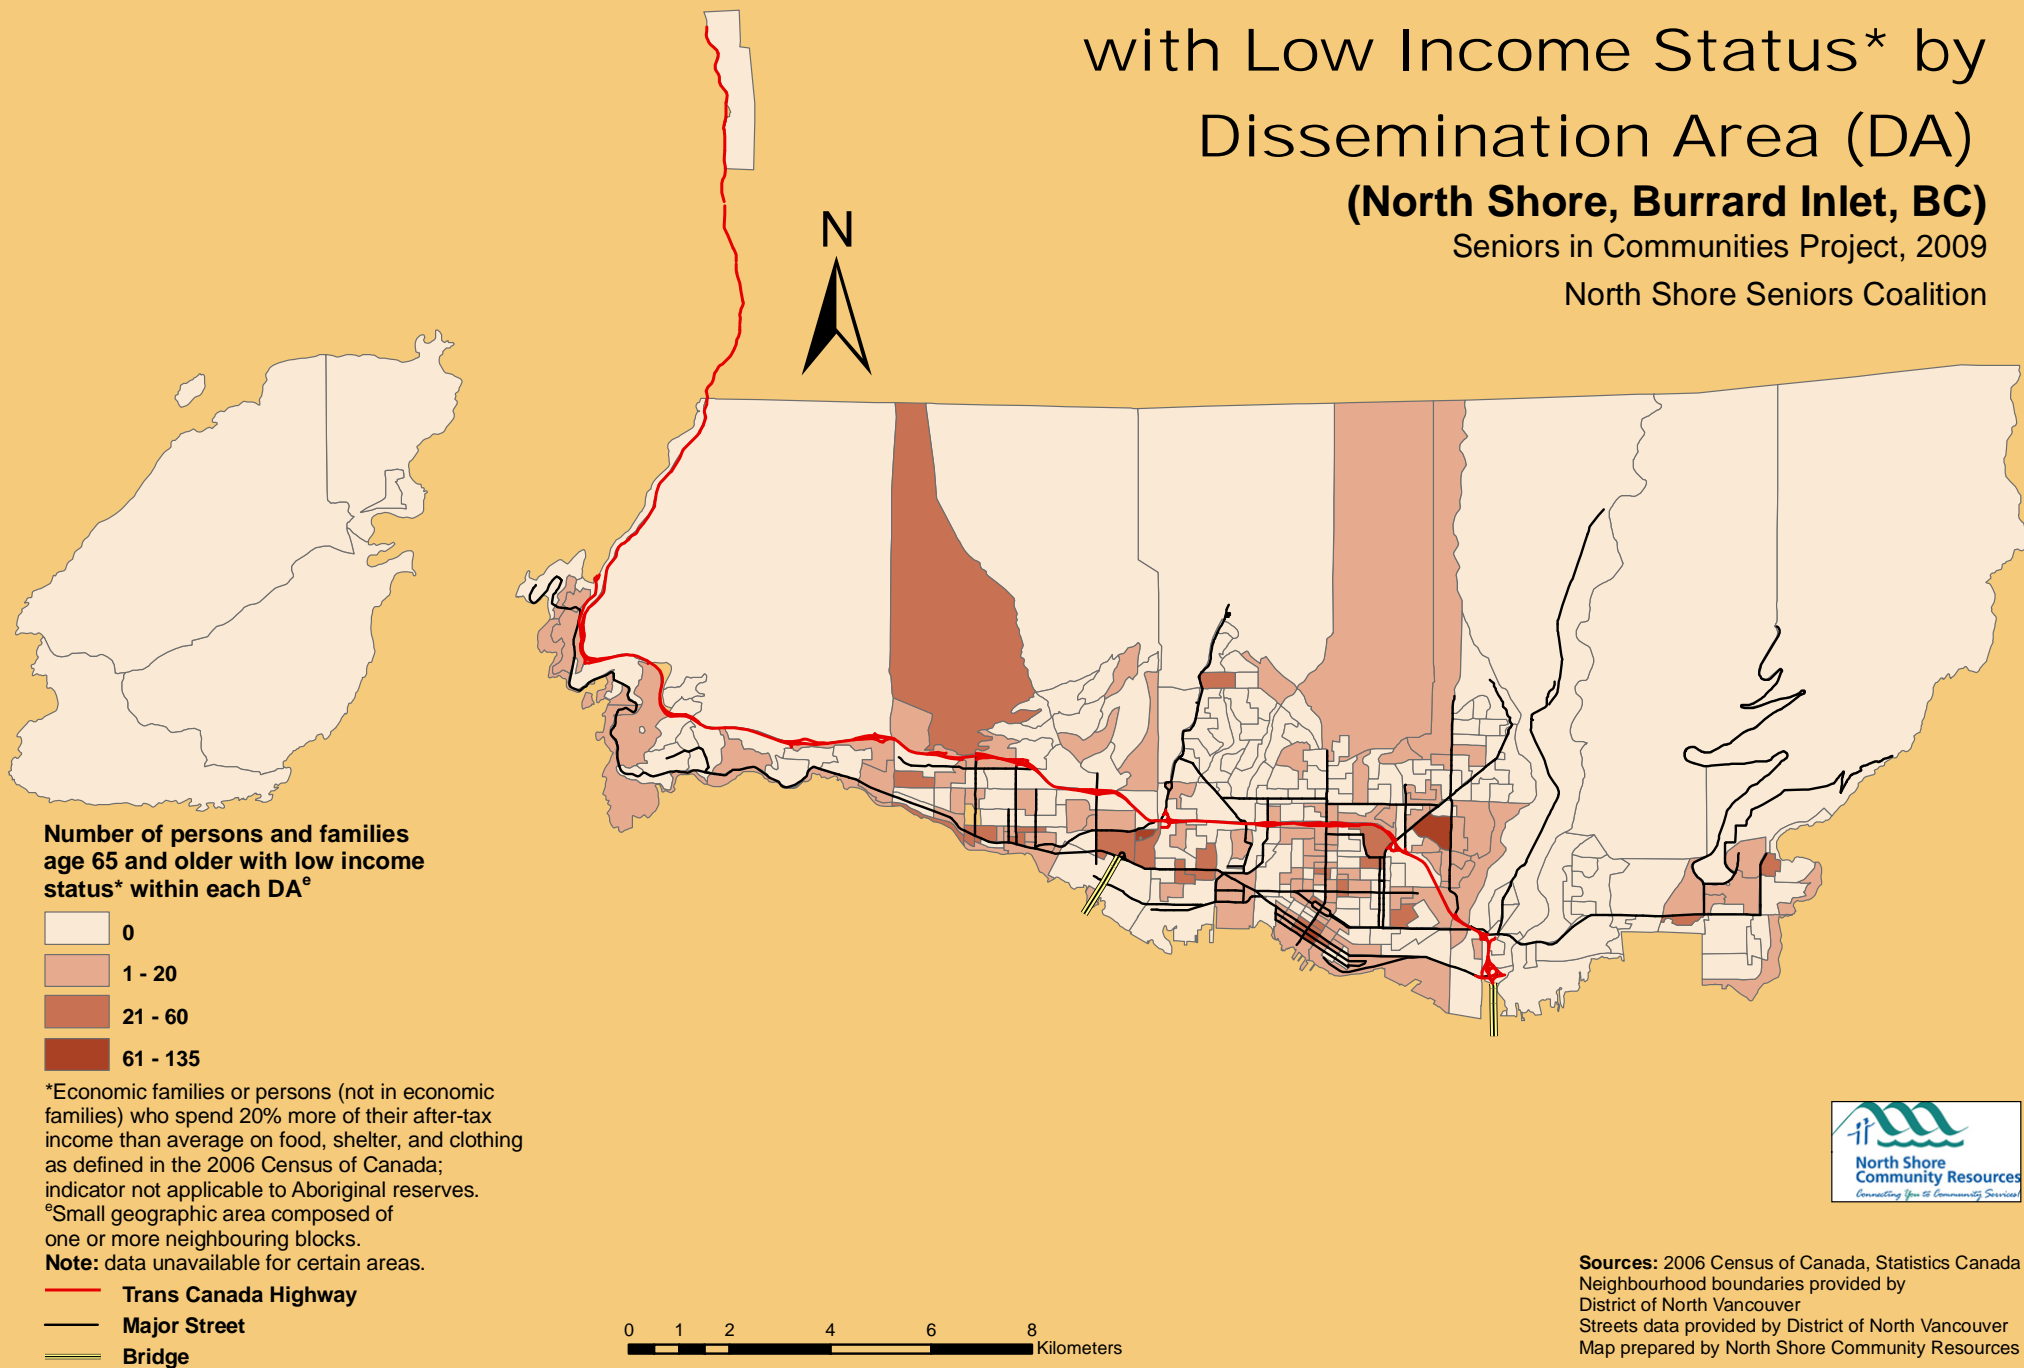 with Low Income Status* by
Dissemination Area (DA)
(North Shore, Burrard Inlet, BC)
Seniors in Communities Project, 2009
North Shore Seniors Coalition
N
Number of persons and families
age 65 and older with low income
status* within each DAᵉ
0
1 - 20
21 - 60
61 - 135
*Economic families or persons (not in economic
families) who spend 20% more of their after-tax
income than average on food, shelter, and clothing
as defined in the 2006 Census of Canada;
indicator not applicable to Aboriginal reserves.
ᵉSmall geographic area composed of
one or more neighbouring blocks.
Note: data unavailable for certain areas.
Trans Canada Highway
Major Street
Bridge
0 1 2 4 6 8
Kilometers
North Shore
Community Resources
Connecting You to Community Services!
Sources: 2006 Census of Canada, Statistics Canada
Neighbourhood boundaries provided by
District of North Vancouver
Streets data provided by District of North Vancouver
Map prepared by North Shore Community Resources